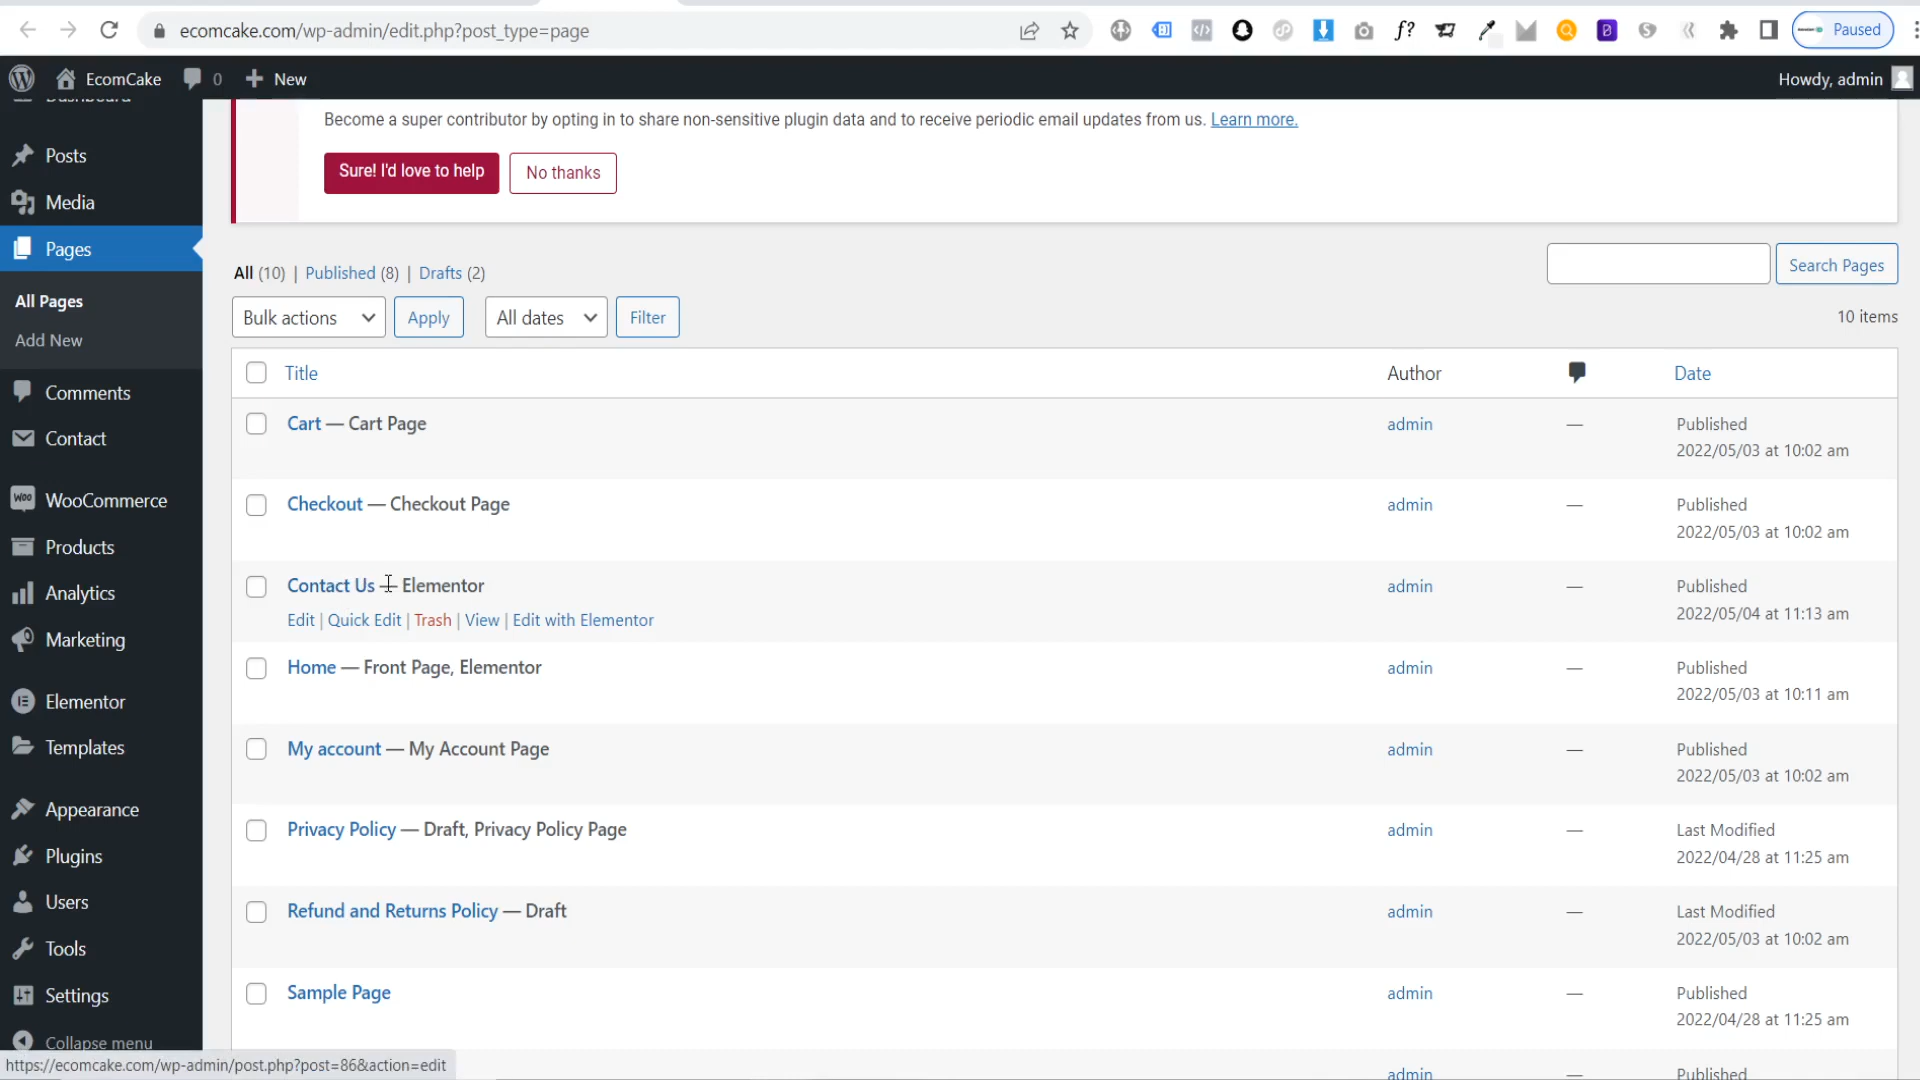 ecomcake.com/wp-admin/edit.php?post_type=page
f?
Paused
EcomCake 0 New
Howdy, admin
Dashboard
Posts
Media
Pages
All Pages
Add New
Comments
Contact
WooCommerce
Products
Analytics
Marketing
Elementor
Templates
Appearance
Plugins
Users
Tools
Settings
Collapse menu
Become a super contributor by opting in to share non-sensitive plugin data and to receive periodic email updates from us. Learn more.
Sure! I'd love to help No thanks
All (10) | Published (8) | Drafts (2)
Search Pages
Bulk actions Apply All dates Filter
10 items
Title Author Date
Cart — Cart Page admin — Published
2022/05/03 at 10:02 am
Checkout — Checkout Page admin — Published
2022/05/03 at 10:02 am
Contact Us — Elementor admin — Published
2022/05/04 at 11:13 am
Edit | Quick Edit | Trash | View | Edit with Elementor
Home — Front Page, Elementor admin — Published
2022/05/03 at 10:11 am
My account — My Account Page admin — Published
2022/05/03 at 10:02 am
Privacy Policy — Draft, Privacy Policy Page admin — Last Modified
2022/04/28 at 11:25 am
Refund and Returns Policy — Draft admin — Last Modified
2022/05/03 at 10:02 am
Sample Page admin — Published
2022/04/28 at 11:25 am
admin — Published
https://ecomcake.com/wp-admin/post.php?post=86&action=edit